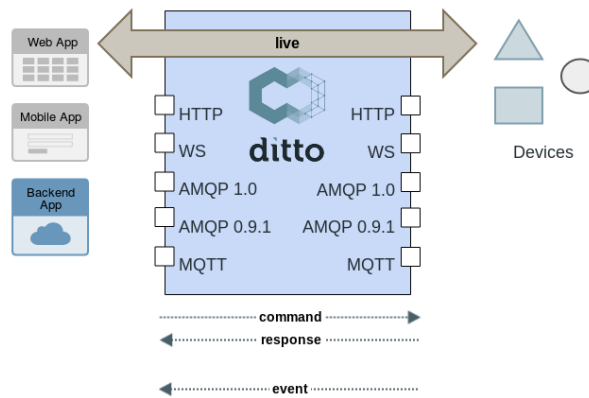 Web App
live
Mobile App
Backend
App
HTTP
HTTP
ditto
WS
WS
Devices
AMQP 1.0
AMQP 1.0
AMQP 0.9.1
AMQP 0.9.1
MQTT
MQTT
command
response
event